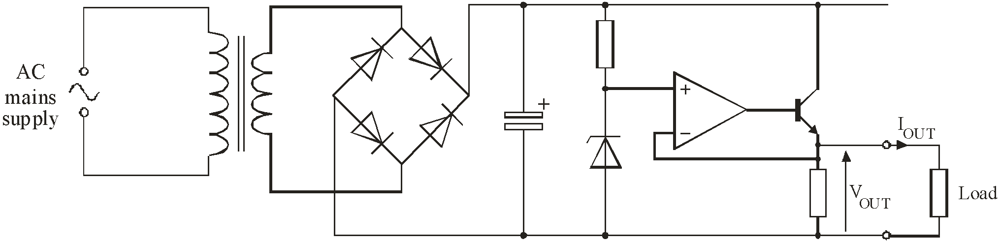 AC
mains
supply
+
+
−
I OUT
V OUT
Load